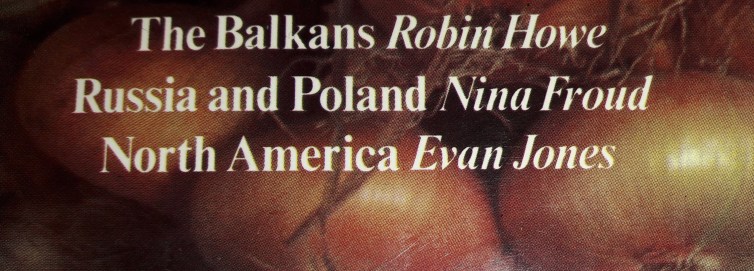 The Balkans Robin Howe
Russia and Poland Nina Froud
North America Evan Jones